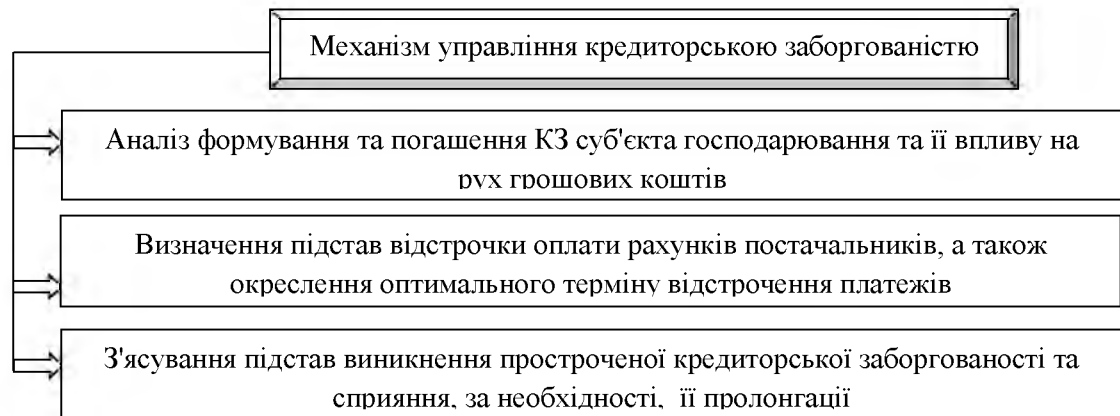 Механізм управління кредиторською заборгованістю
Аналіз формування та погашення КЗ суб'єкта господарювання та її впливу на
рух грошових коштів
Визначення підстав відстрочки оплати рахунків постачальників, а також
окреслення оптимального терміну відстрочення платежів
З'ясування підстав виникнення простроченої кредиторської заборгованості та
сприяння, за необхідності, її пролонгації